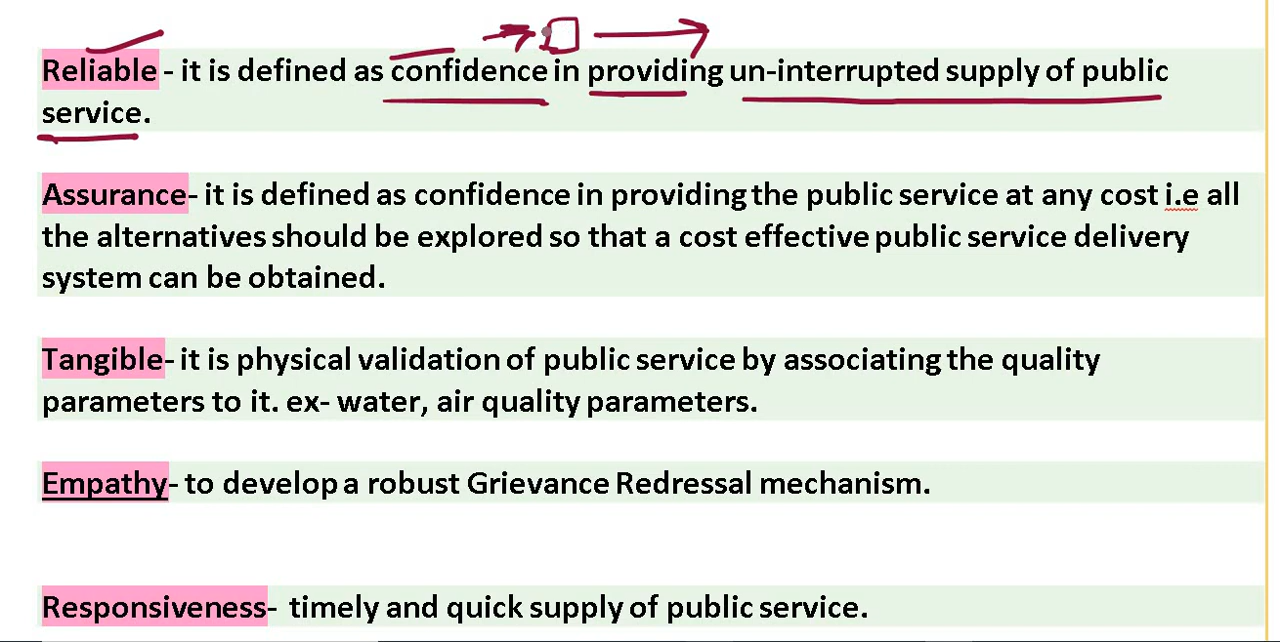 Reliable - it is defined as confidence in providing un-interrupted supply of public
service.
Assurance- it is defined as confidence in providing the public service at any cost i.e all
the alternatives should be explored so that a cost effective public service delivery
system can be obtained.
Tangible- it is physical validation of public service by associating the quality
parameters to it. ex- water, air quality parameters.
Empathy- to develop a robust Grievance Redressal mechanism.
Responsiveness- timely and quick supply of public service.